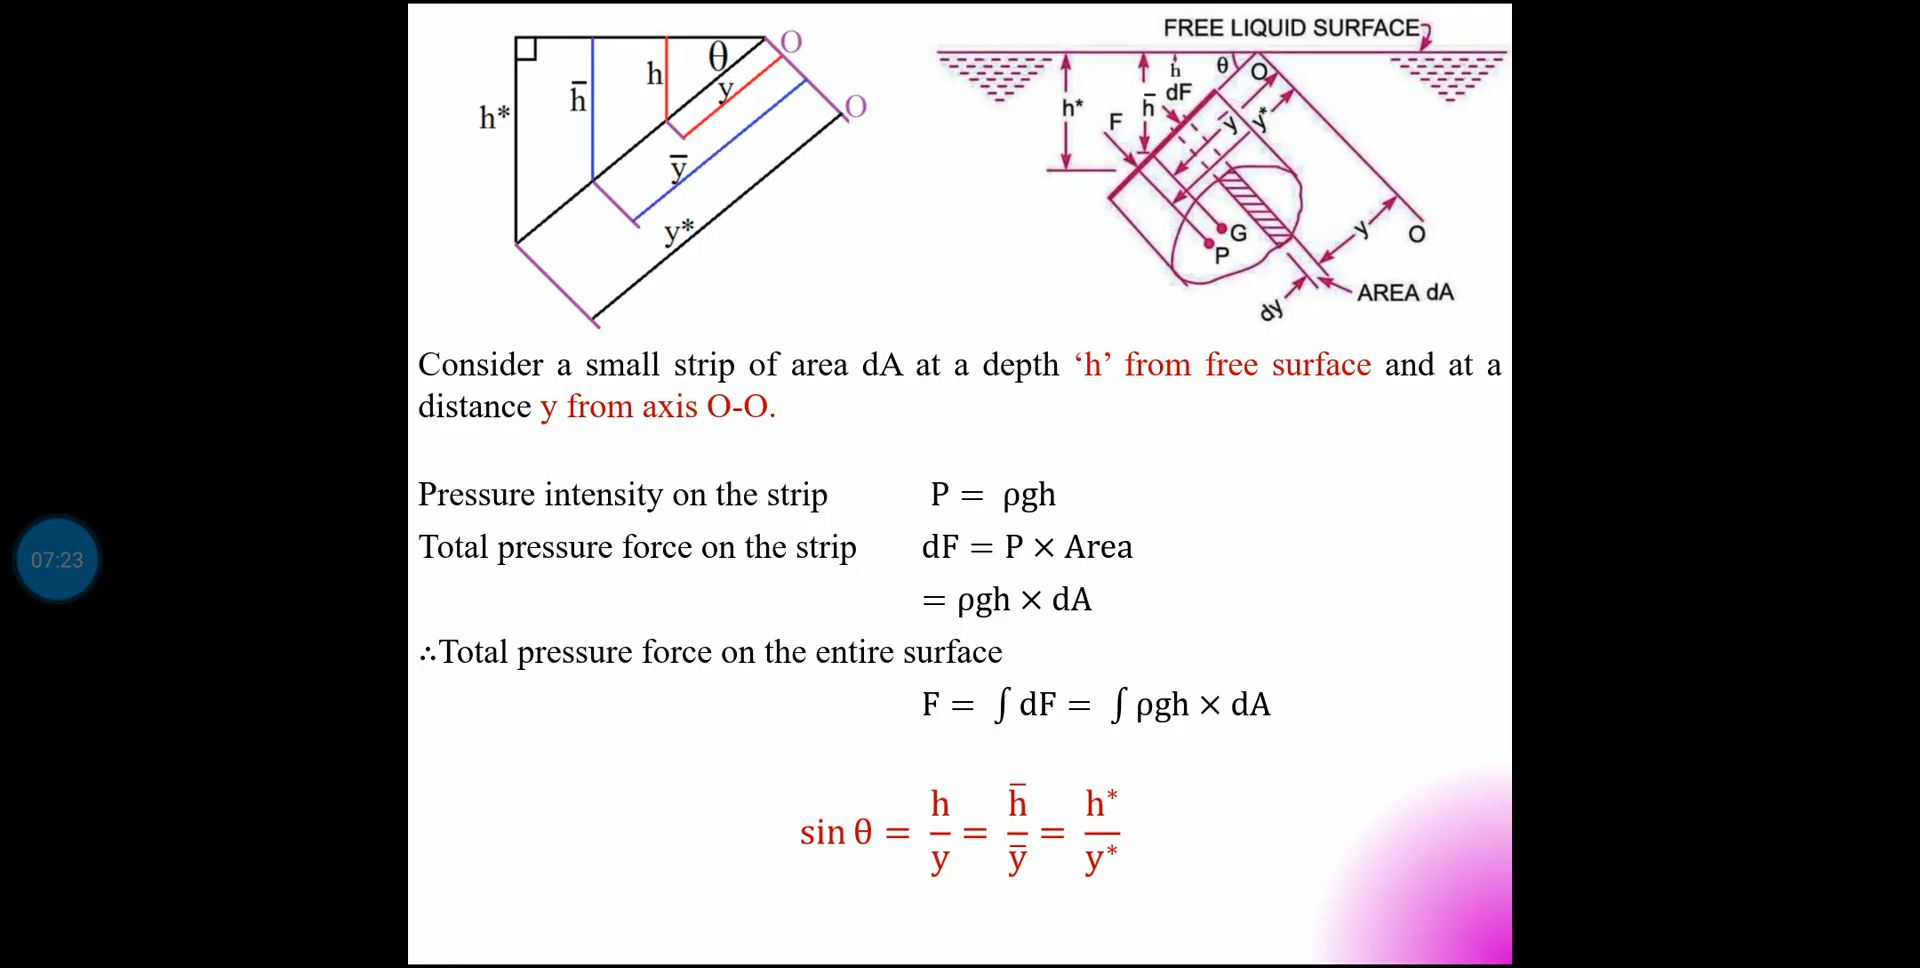 h*
h̄
h
θ
y
O
O
ȳ
y*
FREE LIQUID SURFACE
h*
h̄
h
θ
O
dF
F
ȳ
y*
G
P
y
O
AREA dA
dy
Consider a small strip of area dA at a depth ‘h’ from free surface and at a
distance y from axis O-O.
Pressure intensity on the strip P = ρgh
Total pressure force on the strip dF = P × Area
= ρgh × dA
∴Total pressure force on the entire surface
F = ∫ dF = ∫ ρgh × dA
sin θ = h/y = h̄/ȳ = h*/y*
07:23